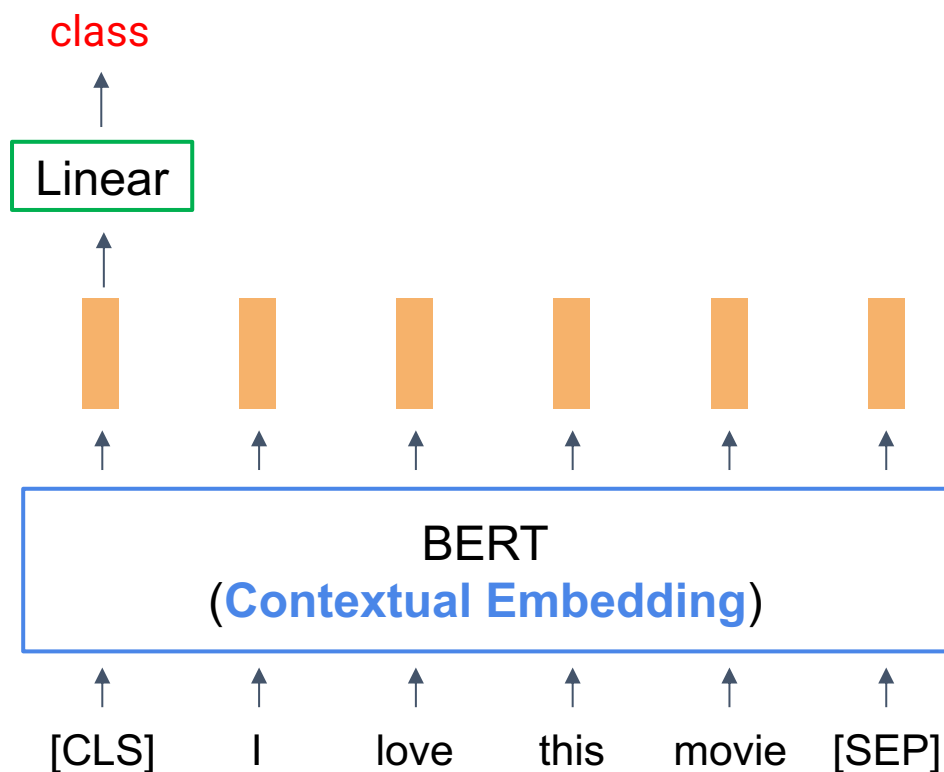 class
Linear
BERT
(Contextual Embedding)
[CLS] I love this movie [SEP]